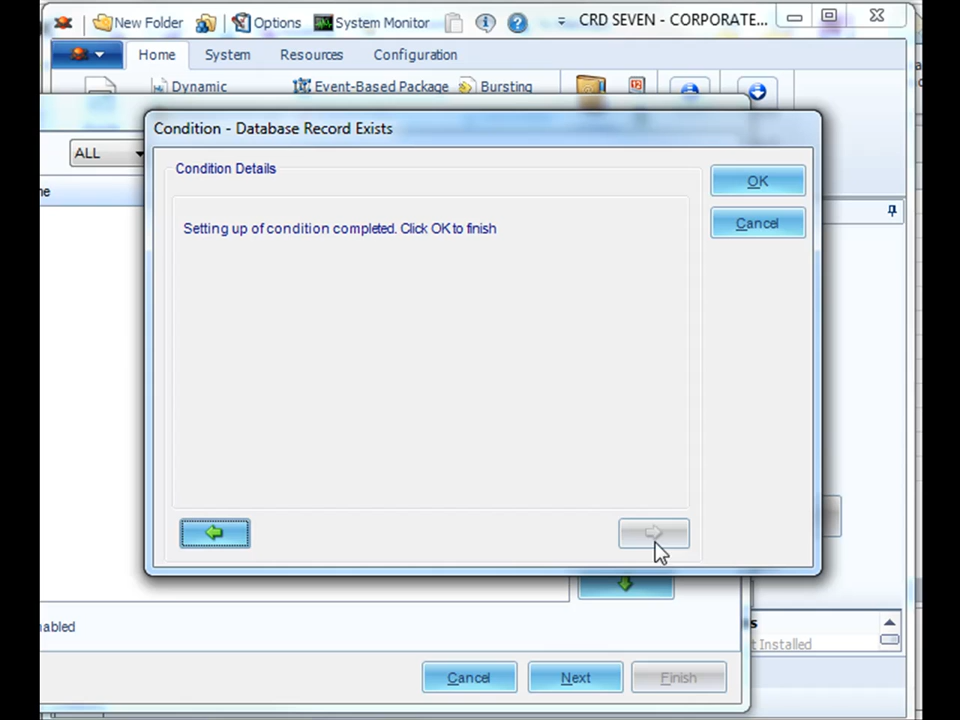 New Folder Options System Monitor CRD SEVEN - CORPORATE...
Home System Resources Configuration
Dynamic Event-Based Package Bursting
Condition - Database Record Exists
ALL
Condition Details
OK
Setting up of condition completed. Click OK to finish
Cancel
t Installed
Cancel Next Finish